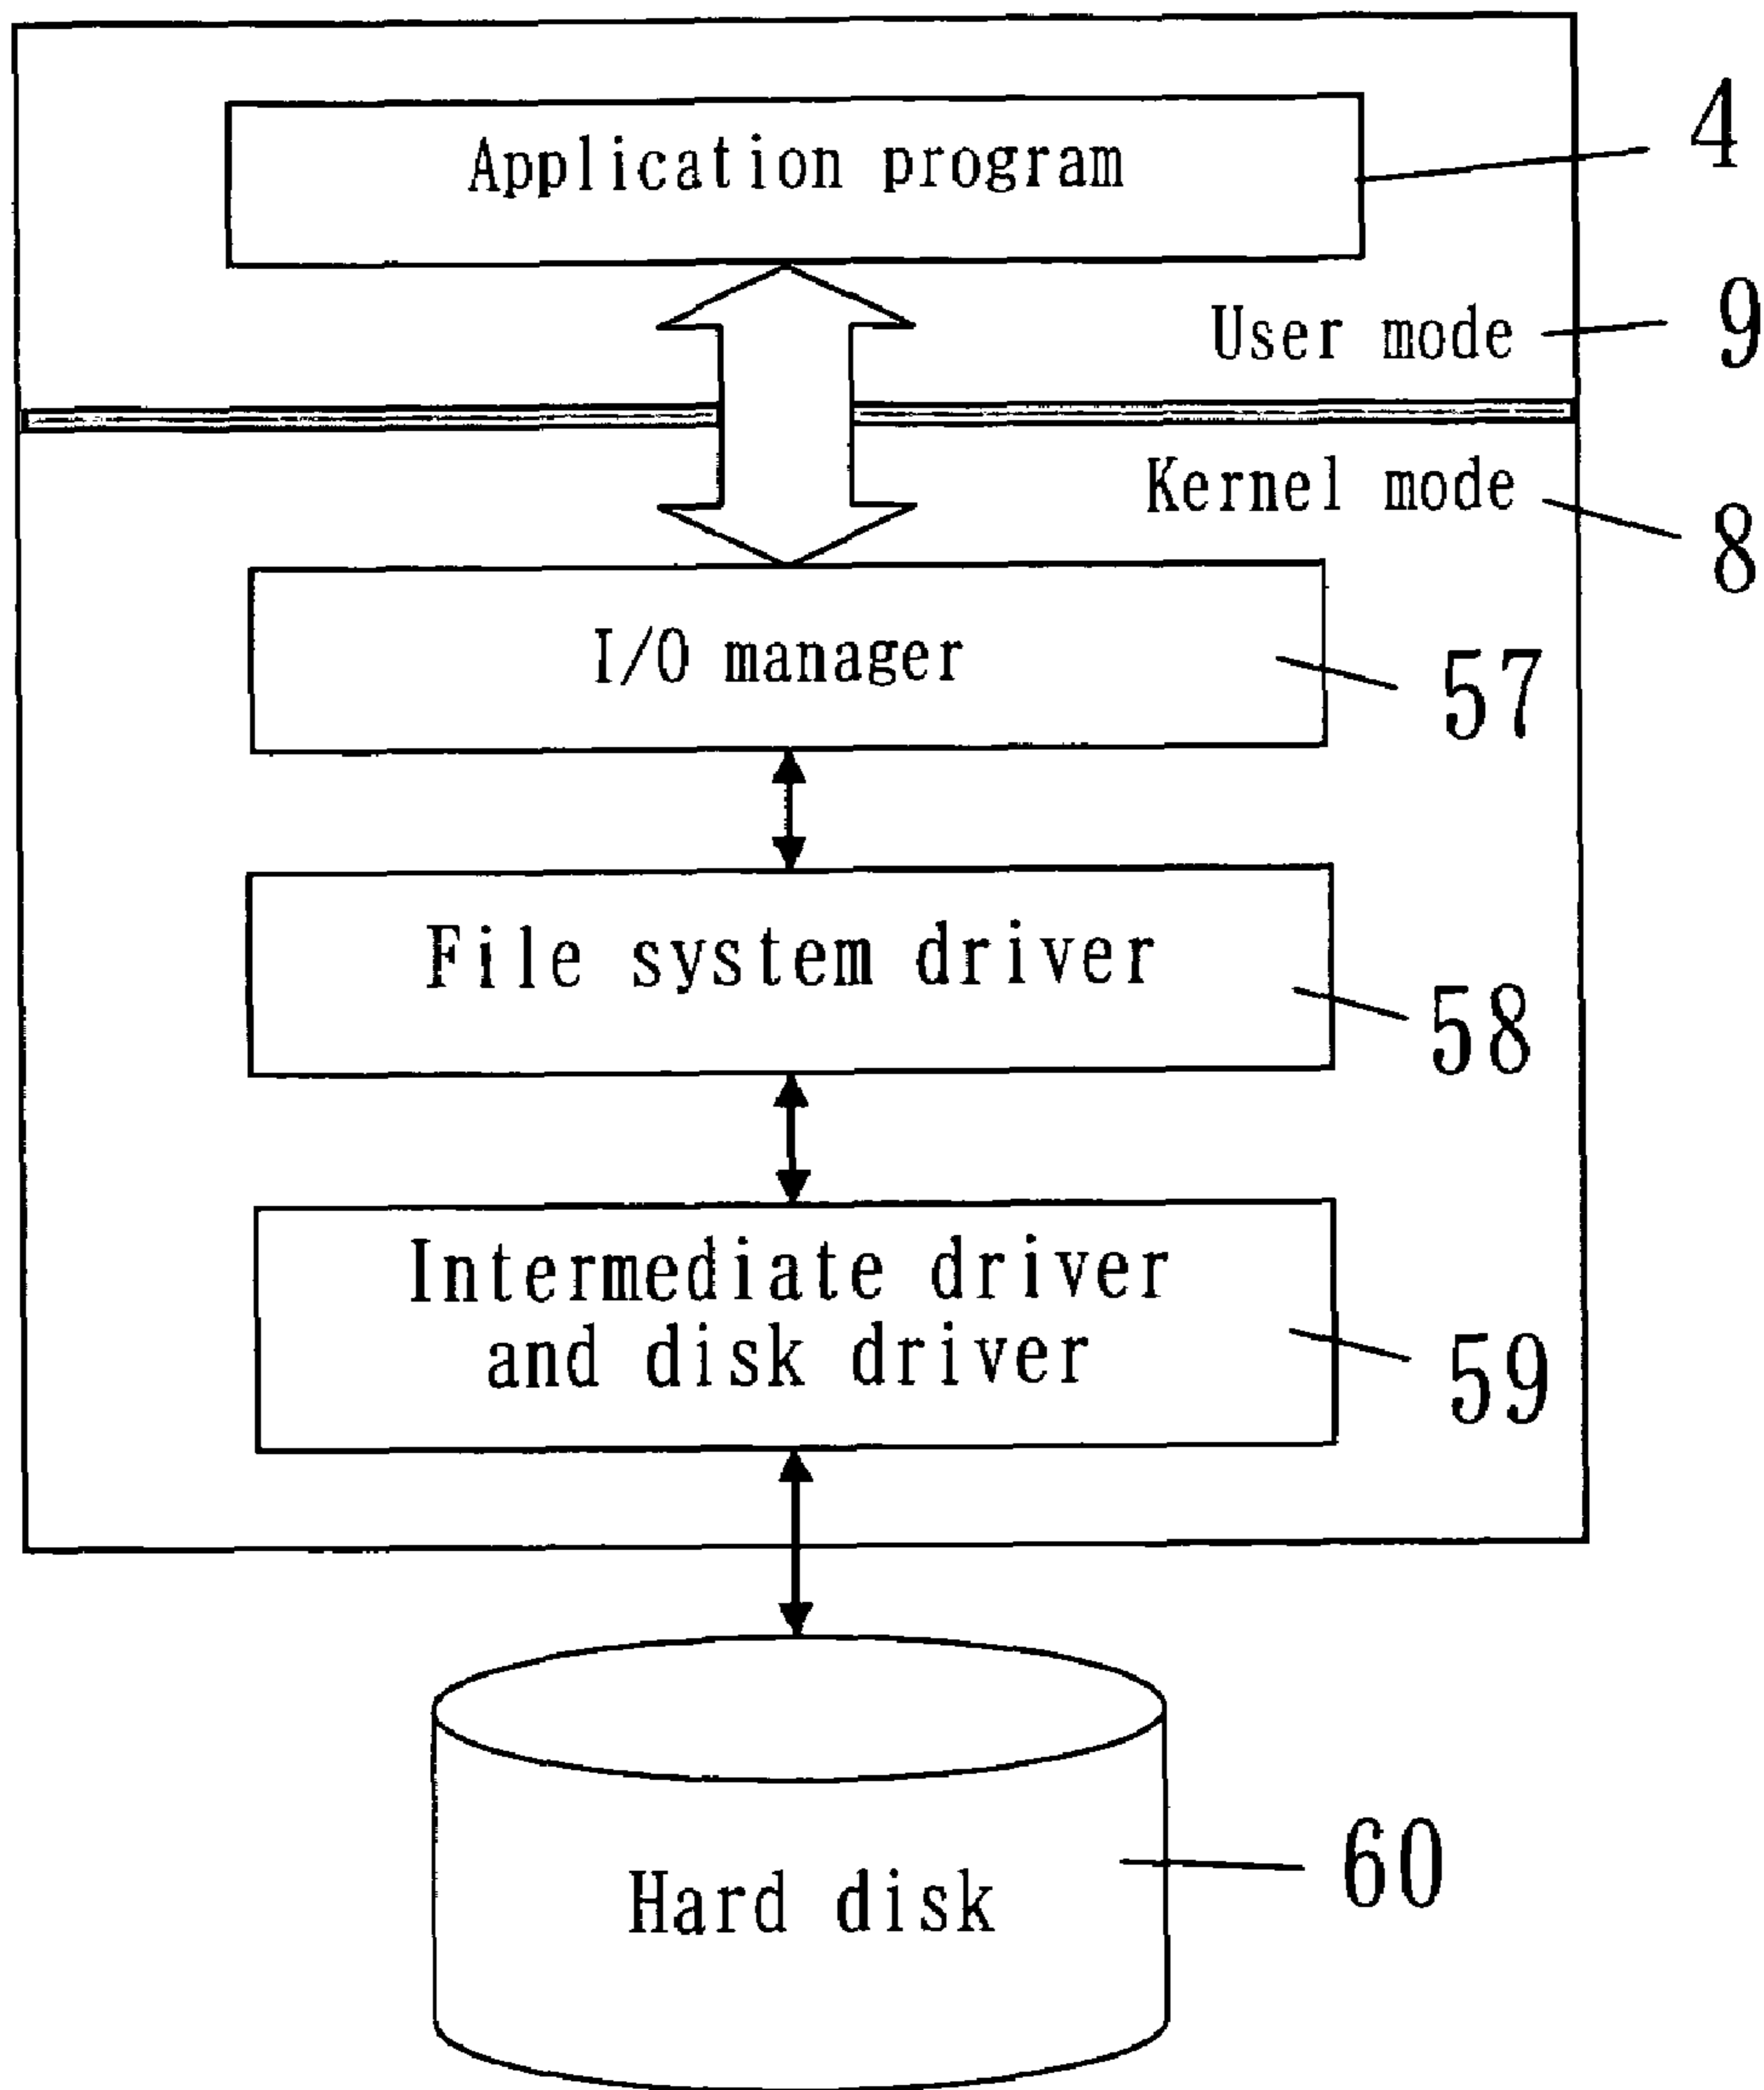 Application program
4
User mode
9
Kernel mode
8
I/O manager
57
File system driver
58
Intermediate driver
and disk driver
59
Hard disk
60